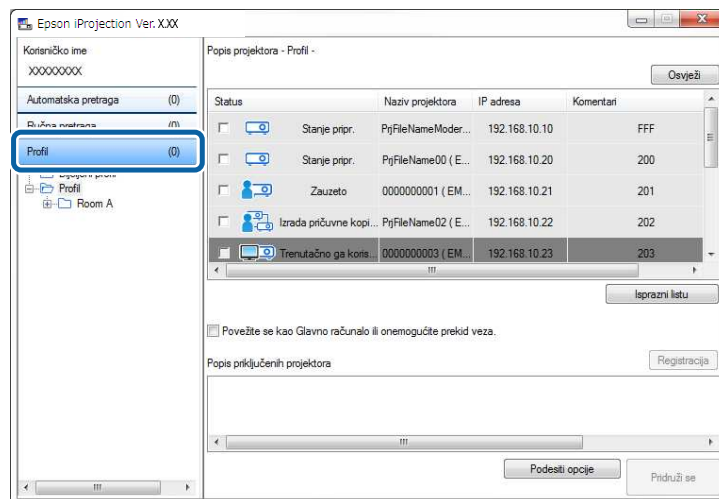 Epson iProjection Ver. X.XX
Korisničko ime
XXXXXXXX
Automatska pretraga (0)
Ručna pretraga (0)
Profil (0)
Dijeljeni profil
Profil
Room A
Popis projektora - Profil -
Osvježi
Status Naziv projektora IP adresa Komentari
Stanje pripr. PrjFileNameModer... 192.168.10.10 FFF
Stanje pripr. PrjFileName00 ( E... 192.168.10.20 200
Zauzeto 0000000001 ( EM... 192.168.10.21 201
Izrada pričuvne kopi... PrjFileName02 ( E... 192.168.10.22 202
Trenutačno ga koris... 0000000003 ( EM... 192.168.10.23 203
Isprazni listu
Povežite se kao Glavno računalo ili onemogućite prekid veza.
Popis priključenih projektora
Registracija
Podesiti opcije
Pridruži se